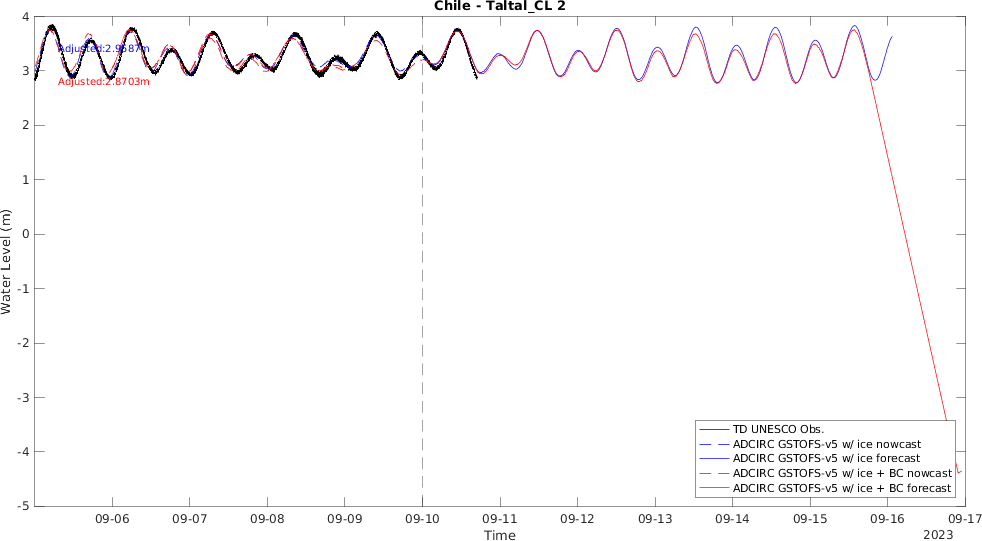 Chile - Taltal_CL 2
4
3
2
1
0
-1
-2
-3
-4
-5
Water Level (m)
Adjusted:2.8703m
09-06
09-07
09-08
09-09
09-10
09-11
09-12
09-13
09-14
09-15
09-16
09-17
Time
2023
TD UNESCO Obs.
ADCIRC GSTOFS-v5 w/ ice nowcast
ADCIRC GSTOFS-v5 w/ ice forecast
ADCIRC GSTOFS-v5 w/ ice + BC nowcast
ADCIRC GSTOFS-v5 w/ ice + BC forecast